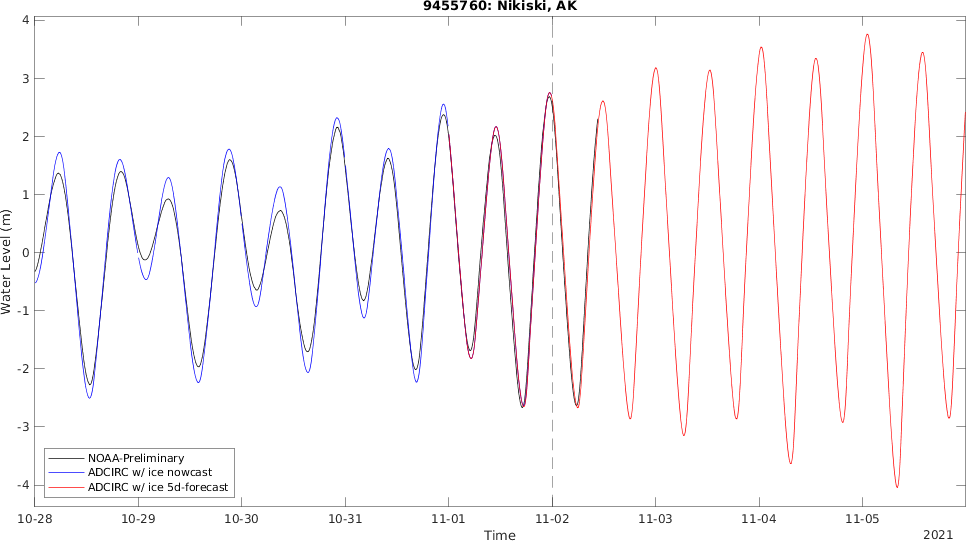 9455760: Nikiski, AK
Water Level (m)
4
3
2
1
0
-1
-2
-3
-4
NOAA-Preliminary
ADCIRC w/ ice nowcast
ADCIRC w/ ice 5d-forecast
10-28 10-29 10-30 10-31 11-01 11-02 11-03 11-04 11-05
Time
2021